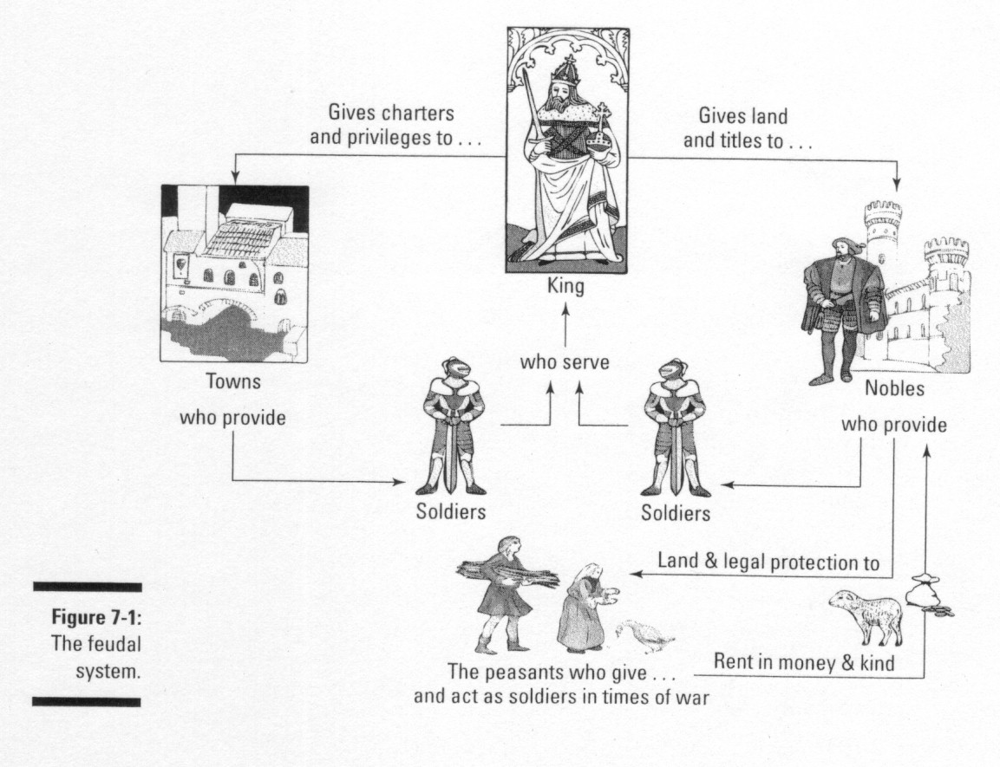 Gives charters
and privileges to . . .
Gives land
and titles to . . .
King
who serve
Towns
who provide
Nobles
who provide
Soldiers
Soldiers
Land & legal protection to
Rent in money & kind
The peasants who give . . .
and act as soldiers in times of war
Figure 7-1:
The feudal
system.